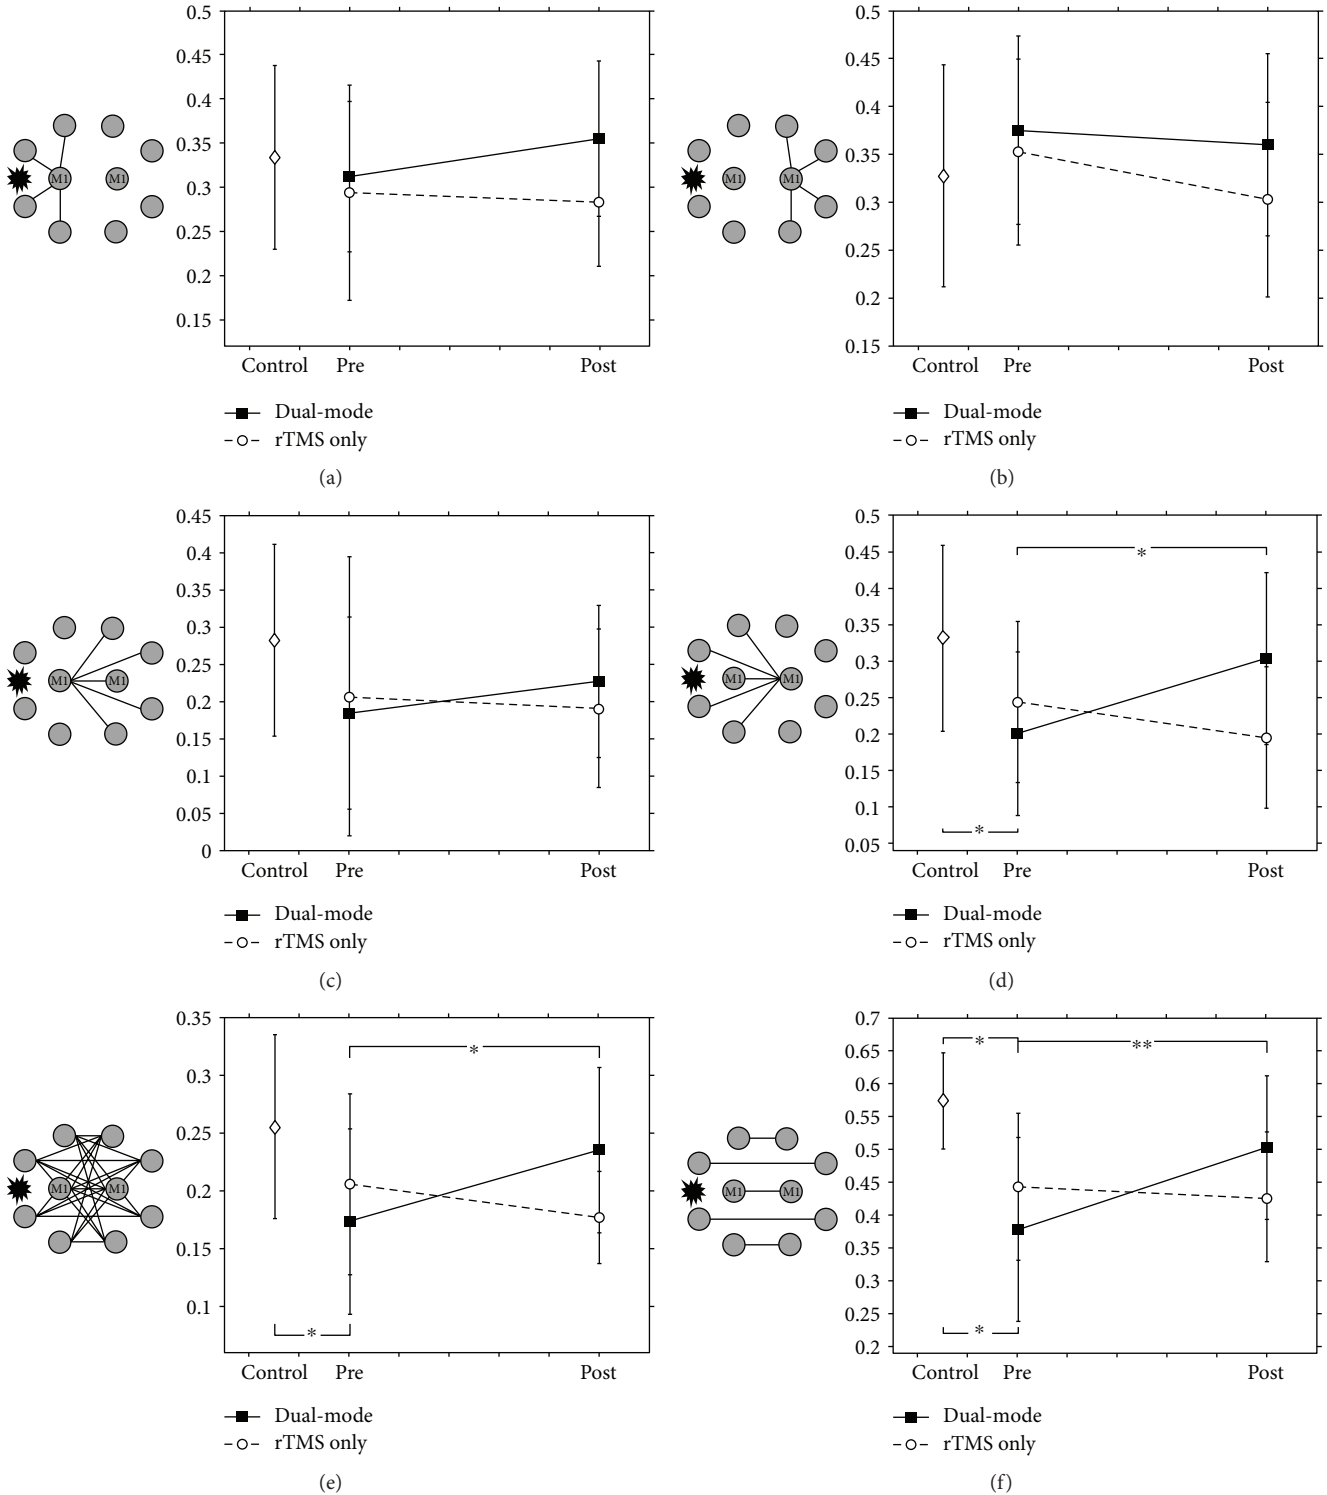 0.5
0.45
0.4
0.35
0.3
0.25
0.2
0.15
M1 M1
Control Pre Post
Dual-mode
rTMS only
(a)
0.5
0.45
0.4
0.35
0.3
0.25
0.2
0.15
M1 M1
Control Pre Post
Dual-mode
rTMS only
(b)
0.45
0.4
0.35
0.3
0.25
0.2
0.15
0.1
0.05
0
M1 M1
Control Pre Post
Dual-mode
rTMS only
(c)
0.5
0.45
0.4
0.35
0.3
0.25
0.2
0.15
0.1
0.05
M1 M1
*
*
Control Pre Post
Dual-mode
rTMS only
(d)
0.35
0.3
0.25
0.2
0.15
0.1
M1 M1
*
*
Control Pre Post
Dual-mode
rTMS only
(e)
0.7
0.65
0.6
0.55
0.5
0.45
0.4
0.35
0.3
0.25
0.2
M1 M1
* **
*
Control Pre Post
Dual-mode
rTMS only
(f)